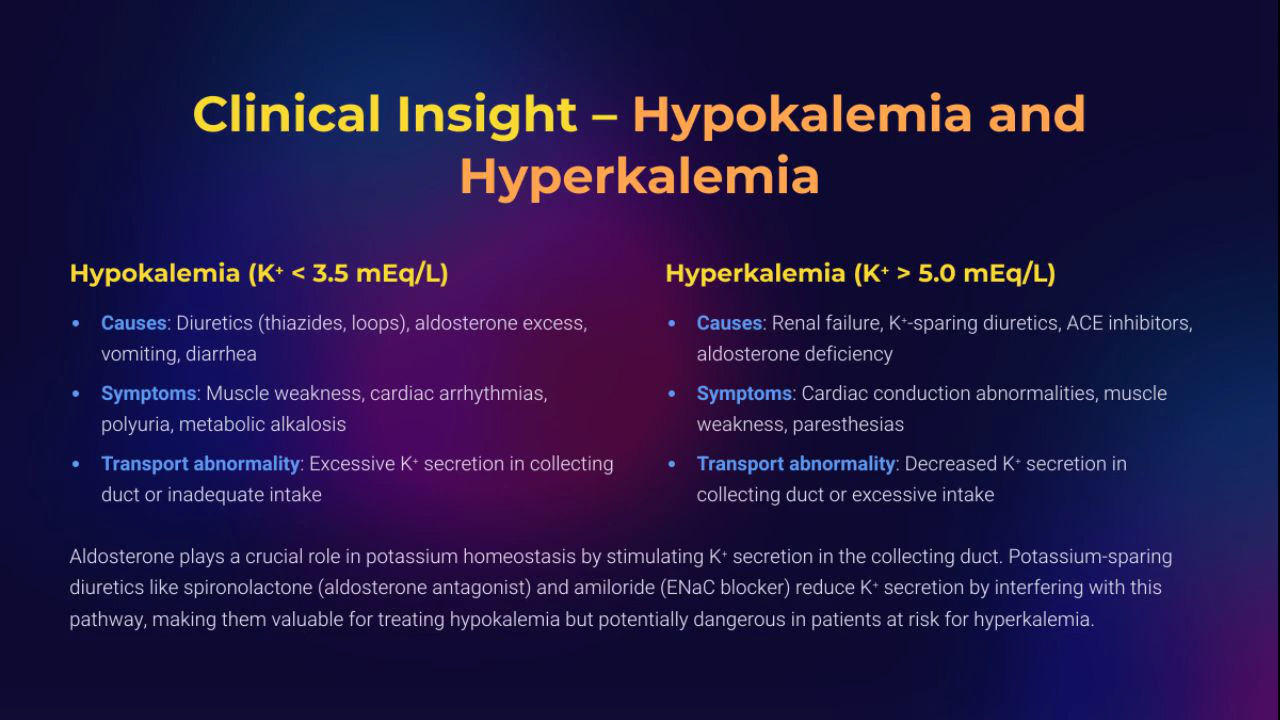 Clinical Insight – Hypokalemia and
Hyperkalemia
Hypokalemia (K⁺ < 3.5 mEq/L)
• Causes: Diuretics (thiazides, loops), aldosterone excess,
vomiting, diarrhea
• Symptoms: Muscle weakness, cardiac arrhythmias,
polyuria, metabolic alkalosis
• Transport abnormality: Excessive K⁺ secretion in collecting
duct or inadequate intake
Hyperkalemia (K⁺ > 5.0 mEq/L)
• Causes: Renal failure, K⁺-sparing diuretics, ACE inhibitors,
aldosterone deficiency
• Symptoms: Cardiac conduction abnormalities, muscle
weakness, paresthesias
• Transport abnormality: Decreased K⁺ secretion in
collecting duct or excessive intake
Aldosterone plays a crucial role in potassium homeostasis by stimulating K⁺ secretion in the collecting duct. Potassium-sparing
diuretics like spironolactone (aldosterone antagonist) and amiloride (ENaC blocker) reduce K⁺ secretion by interfering with this
pathway, making them valuable for treating hypokalemia but potentially dangerous in patients at risk for hyperkalemia.